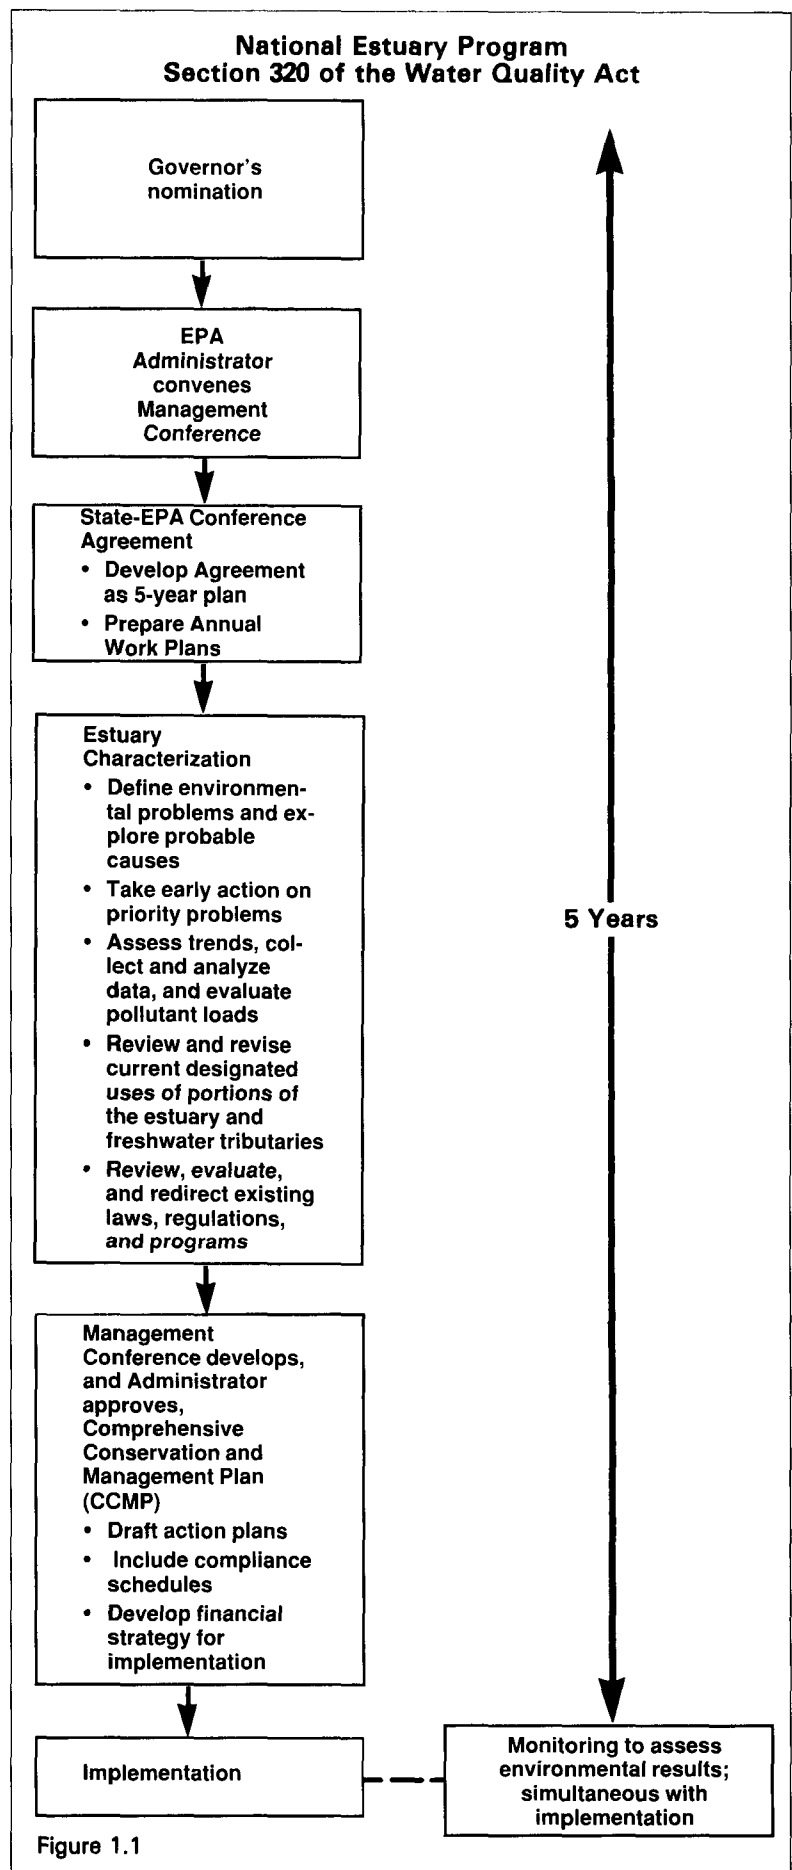 National Estuary Program
Section 320 of the Water Quality Act
Governor's
nomination
EPA
Administrator
convenes
Management
Conference
State-EPA Conference
Agreement
• Develop Agreement
as 5-year plan
• Prepare Annual
Work Plans
Estuary
Characterization
• Define environmen-
tal problems and ex-
plore probable
causes
• Take early action on
priority problems
• Assess trends, col-
lect and analyze
data, and evaluate
pollutant loads
• Review and revise
current designated
uses of portions of
the estuary and
freshwater tributaries
• Review, evaluate,
and redirect existing
laws, regulations,
and programs
5 Years
Management
Conference develops,
and Administrator
approves,
Comprehensive
Conservation and
Management Plan
(CCMP)
• Draft action plans
• Include compliance
schedules
• Develop financial
strategy for
implementation
Implementation
Monitoring to assess
environmental results;
simultaneous with
implementation
Figure 1.1